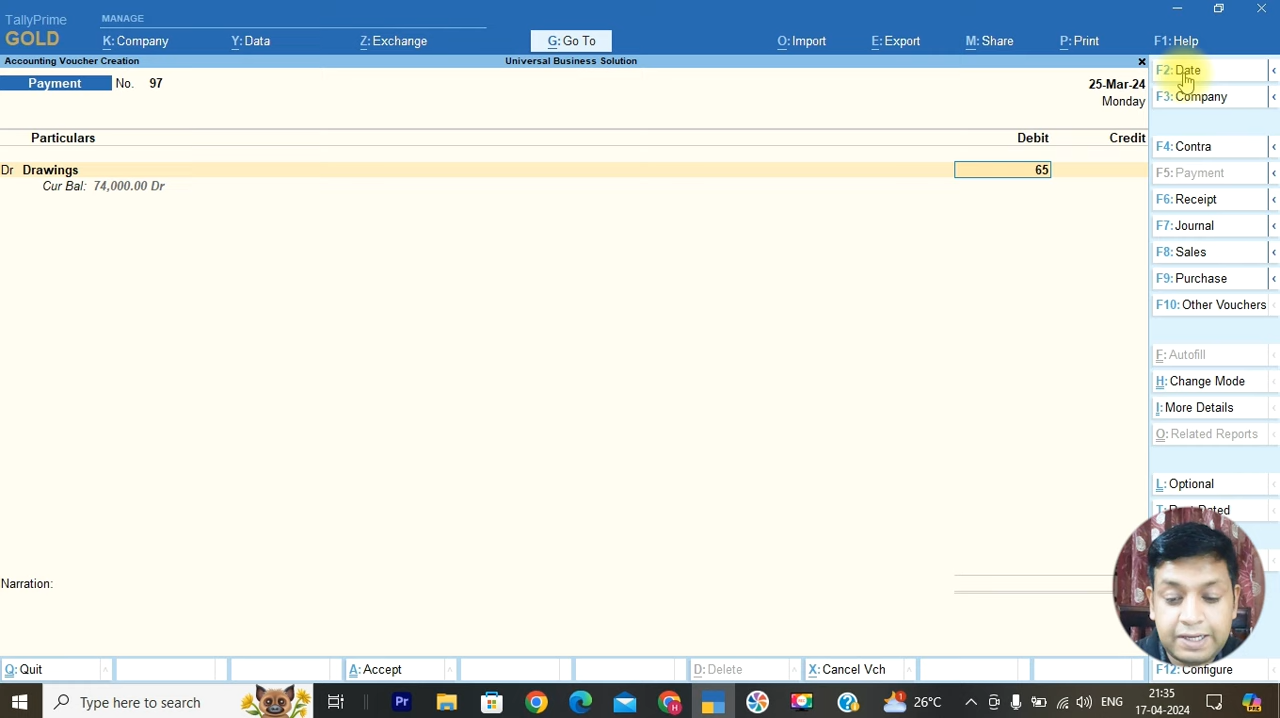 TallyPrime
GOLD
MANAGE
K: Company
Y: Data
Z: Exchange
G: Go To
O: Import
E: Export
M: Share
P: Print
F1: Help
Accounting Voucher Creation
Universal Business Solution
x
Payment No. 97
25-Mar-24
Monday
Particulars
Debit
Credit
Dr Drawings
65
Cur Bal: 74,000.00 Dr
Narration:
F2: Date
F3: Company
F4: Contra
F5: Payment
F6: Receipt
F7: Journal
F8: Sales
F9: Purchase
F10: Other Vouchers
F: Autofill
H: Change Mode
I: More Details
O: Related Reports
L: Optional
T: Post-Dated
F12: Configure
Q: Quit
A: Accept
D: Delete
X: Cancel Vch
Type here to search
Pr
H
26°C
ENG
21:35
17-04-2024